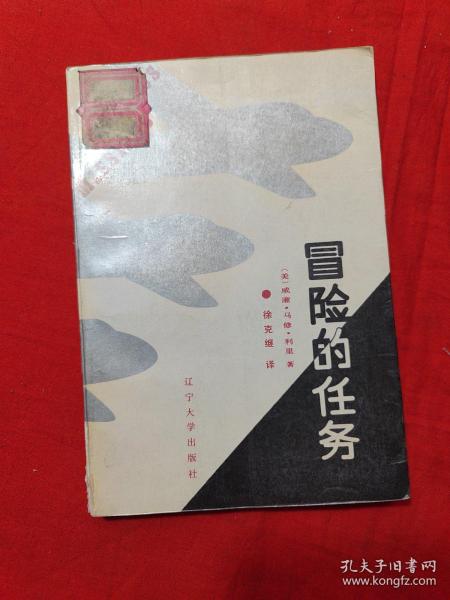 冒险的任务
（美）威廉·马修·利里 著
徐克继 译
辽宁大学出版社
孔夫子旧书网
www.kongfz.com